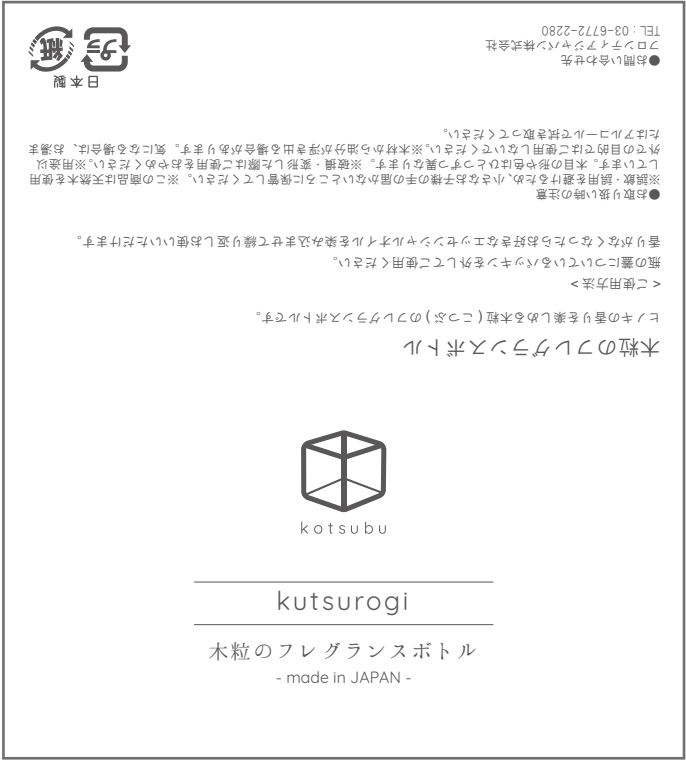 木粒のフレグランスボトル
ヒノキの香りを楽しめる木粒(こつぶ)のフレグランスボトルです。
< ご使用方法 >
瓶の蓋についているパッキンを外してご使用ください。
香りがなくなったらお好きなエッセンシャルオイルを染み込ませて繰り返しお使いいただけます。
●お取り扱い時の注意
※誤飲・誤用を避けるため、小さなお子様の手の届かないところに保管してください。 ※この商品は天然木を使用
しています。木目の形や色はひとつずつ異なります。 ※破損・変形した際はご使用をおやめください。※用途以
外での目的ではご使用しないでください。※木材から油分が浮き出る場合があります。気になる場合は、お湯ま
たはアルコールで拭き取ってください。
●お問い合わせ先
フロンティアジャパン株式会社
TEL : 03-6772-2280
日本製
プラ
紙
kotsubu
kutsurogi
木粒のフレグランスボトル
- made in JAPAN -